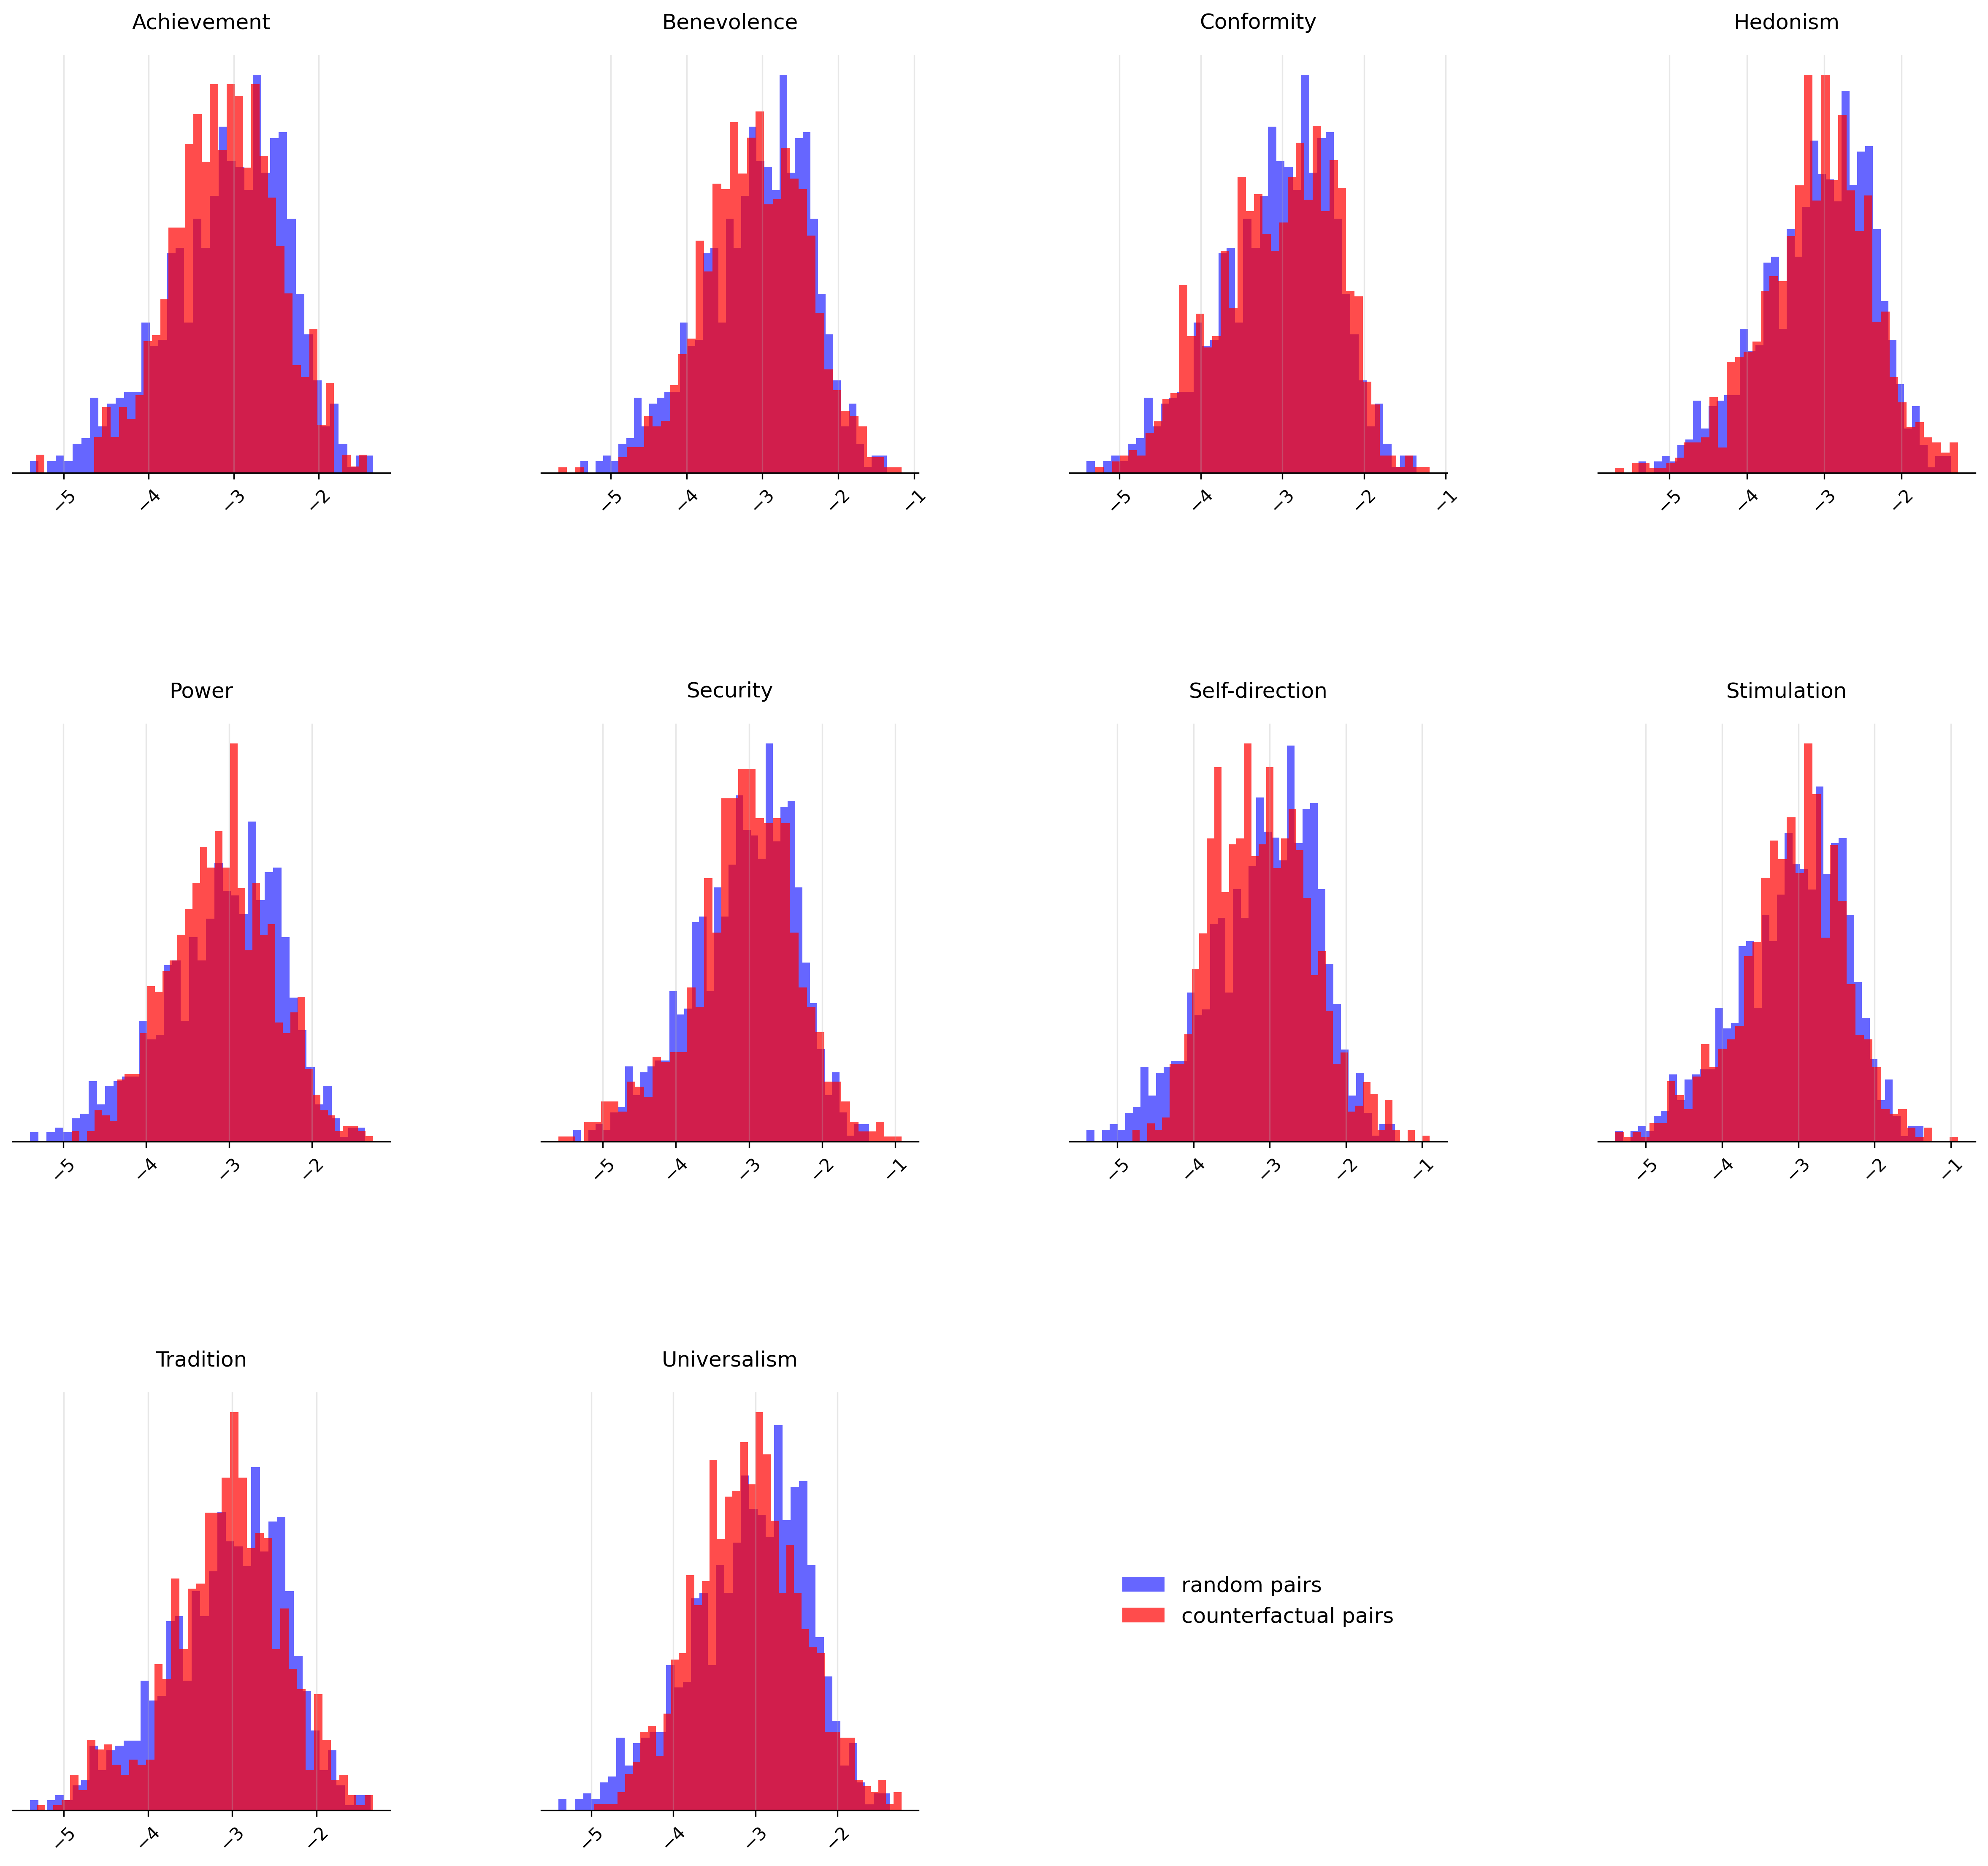 Achievement
Benevolence
Conformity
Hedonism
−5 −4 −3 −2
−5 −4 −3 −2 −1
−5 −4 −3 −2 −1
−5 −4 −3 −2
Power
Security
Self-direction
Stimulation
−5 −4 −3 −2
−5 −4 −3 −2 −1
−5 −4 −3 −2 −1
−5 −4 −3 −2 −1
Tradition
Universalism
random pairs
counterfactual pairs
−5 −4 −3 −2
−5 −4 −3 −2